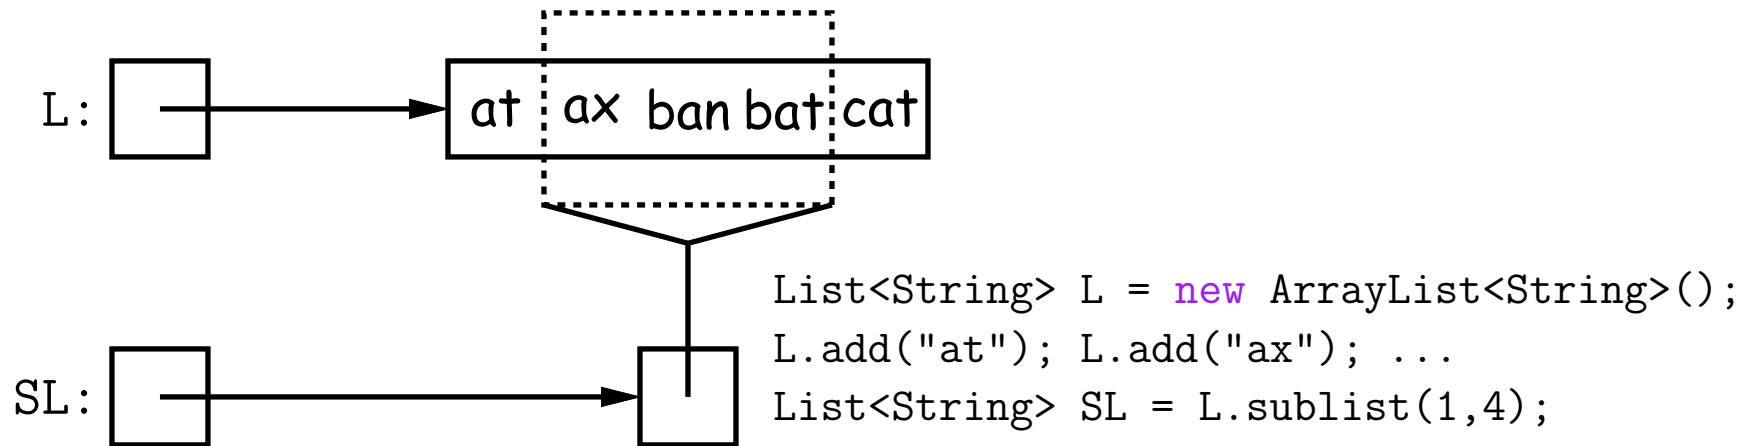 L:
at ax ban bat cat
List<String> L = new ArrayList<String>();
L.add("at"); L.add("ax"); ...
SL:
List<String> SL = L.sublist(1,4);